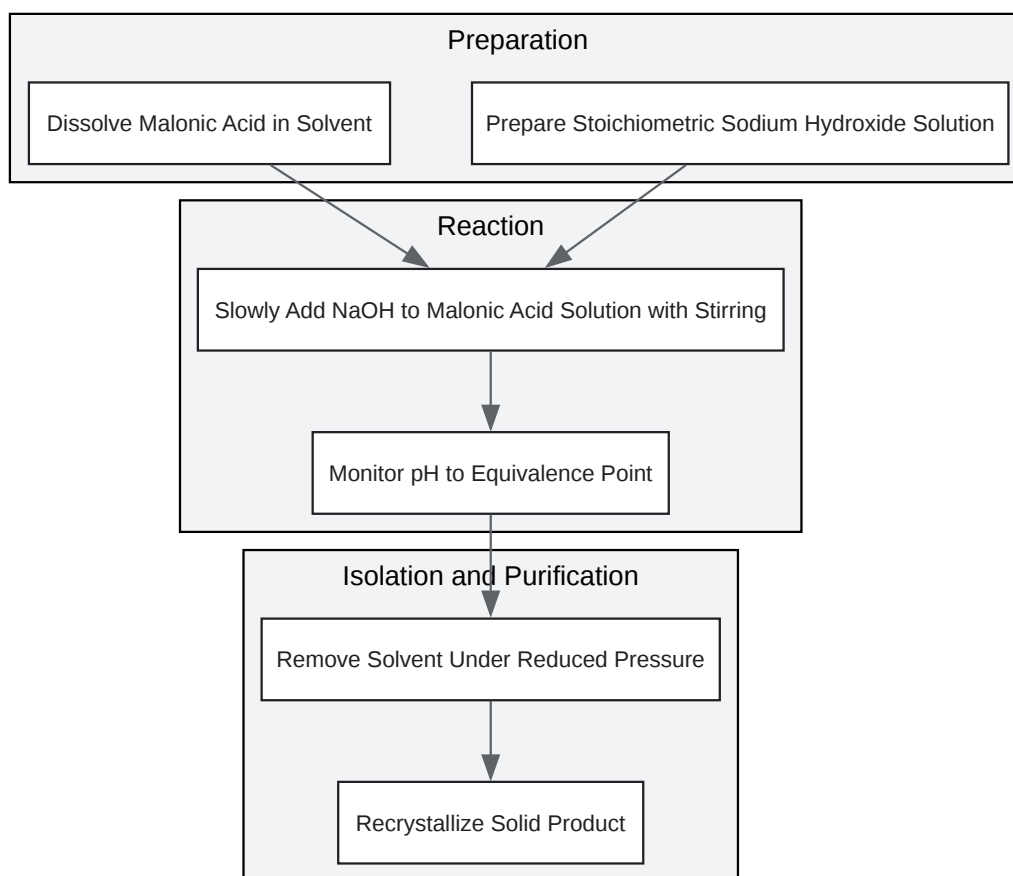 Preparation
Dissolve Malonic Acid in Solvent
Prepare Stoichiometric Sodium Hydroxide Solution
Reaction
Slowly Add NaOH to Malonic Acid Solution with Stirring
Monitor pH to Equivalence Point
Isolation and Purification
Remove Solvent Under Reduced Pressure
Recrystallize Solid Product